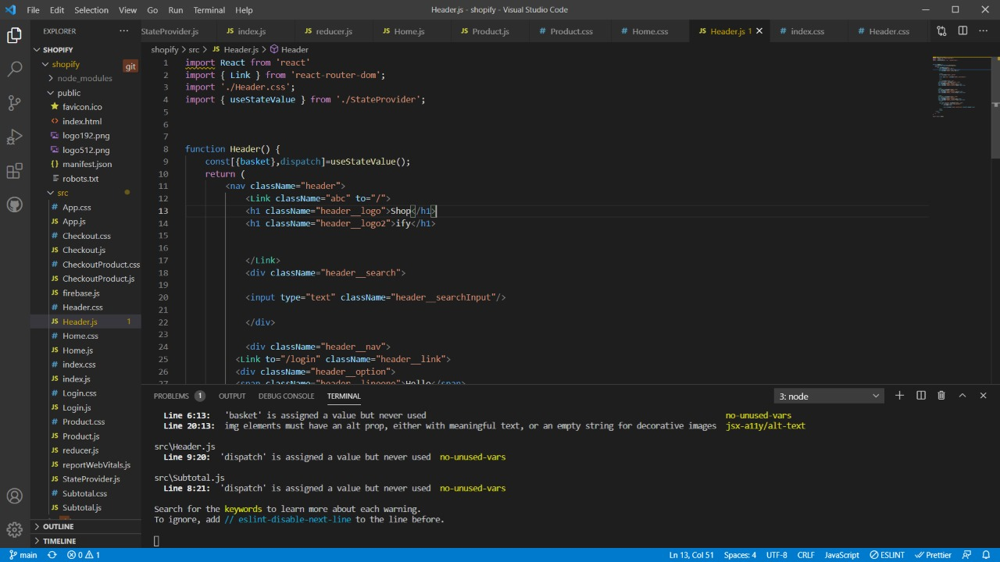 File Edit Selection View Go Run Terminal Help
Header.js - shopify - Visual Studio Code
EXPLORER ···
StateProvider.js index.js reducer.js Home.js Product.js Product.css Home.css Header.js 1 index.css Header.css ···
SHOPIFY
shopify git
node_modules
public
favicon.ico
index.html
logo192.png
logo512.png
manifest.json
robots.txt
src
App.css
App.js
Checkout.css
Checkout.js
CheckoutProduct.css
CheckoutProduct.js
firebase.js
Header.css
Header.js 1
Home.css
Home.js
index.css
index.js
Login.css
Login.js
Product.css
Product.js
reducer.js
reportWebVitals.js
StateProvider.js
Subtotal.css
Subtotal.js
OUTLINE
TIMELINE
shopify > src > JS Header.js > Header
1 import React from 'react'
2 import { Link } from 'react-router-dom';
3 import './Header.css';
4 import { useStateValue } from './StateProvider';
5
6
7
8 function Header() {
9 const[{basket},dispatch]=useStateValue();
10 return (
11 <nav className="header">
12 <Link className="abc" to="/">
13 <h1 className="header__logo">Shop</h1>
14 <h1 className="header__logo2">ify</h1>
15
16
17 </Link>
18 <div className="header__search">
19
20 <input type="text" className="header__searchInput"/>
21
22 </div>
23
24 <div className="header__nav">
25 <Link to="/login" className="header__link">
26 <div className="header__option">
27 <span className="header__lineone">Hello</span>
PROBLEMS 1 OUTPUT DEBUG CONSOLE TERMINAL 3: node
Line 6:13: 'basket' is assigned a value but never used no-unused-vars
Line 20:13: img elements must have an alt prop, either with meaningful text, or an empty string for decorative images jsx-a11y/alt-text
src\Header.js
Line 9:20: 'dispatch' is assigned a value but never used no-unused-vars
src\Subtotal.js
Line 8:21: 'dispatch' is assigned a value but never used no-unused-vars
Search for the keywords to learn more about each warning.
To ignore, add // eslint-disable-next-line to the line before.
main 0 1 Ln 13, Col 51 Spaces: 4 UTF-8 CRLF JavaScript ESLINT Prettier